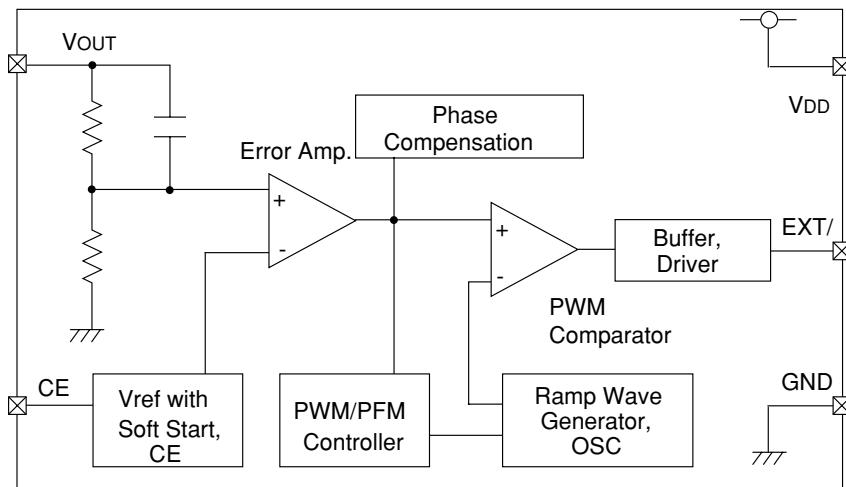 VOUT
VDD
Phase
Compensation
Error Amp.
+
-
+
-
Buffer,
Driver
EXT/
PWM
Comparator
CE
Vref with
Soft Start,
CE
PWM/PFM
Controller
Ramp Wave
Generator,
OSC
GND